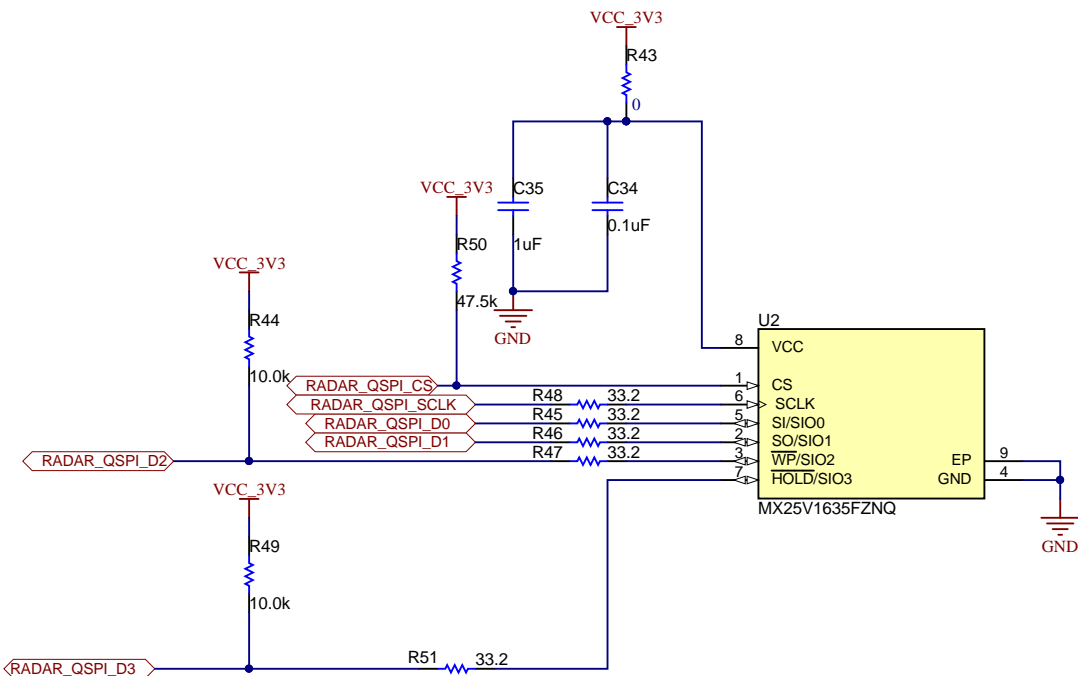 VCC_3V3
R43
0
VCC_3V3
C35
C34
0.1uF
R50
1uF
VCC_3V3
47.5k
R44
GND
U2
8
VCC
10.0k
RADAR_QSPI_CS
1
CS
RADAR_QSPI_SCLK
R48
33.2
6
SCLK
RADAR_QSPI_D0
R45
33.2
5
SI/SIO0
RADAR_QSPI_D1
R46
33.2
2
SO/SIO1
RADAR_QSPI_D2
R47
33.2
3
WP/SIO2
EP
9
7
HOLD/SIO3
GND
4
VCC_3V3
MX25V1635FZNQ
R49
GND
10.0k
RADAR_QSPI_D3
R51
33.2